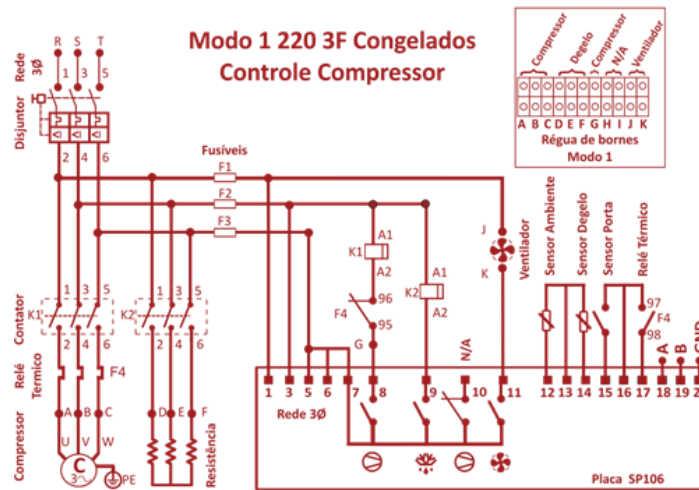 Modo 1 220 3F Congelados
Controle Compressor
Rede
3Ø
R S T
1 3 5
Disjuntor
2 4 6
Fusíveis
F1
F2
F3
Compressor
Degelo
Compressor
N/A
Ventilador
A B C D E F G H I J K
Régua de bornes
Modo 1
J
K
Ventilador
Sensor Ambiente
Sensor Degelo
Sensor Porta
Relé Térmico
K1
A1
A2
K2
A1
A2
F4
96
95
G
N/A
97
F4
98
A
B
GND
Contator
K1
1 3 5
2 4 6
K2
1 3 5
2 4 6
Relé
Termico
F4
Compressor
A B C
U V W
C
3
PE
D E F
Resistência
1 3 5 6 7 8 9 10 11 12 13 14 15 16 17 18 19 2
Rede 3Ø
Placa SP106